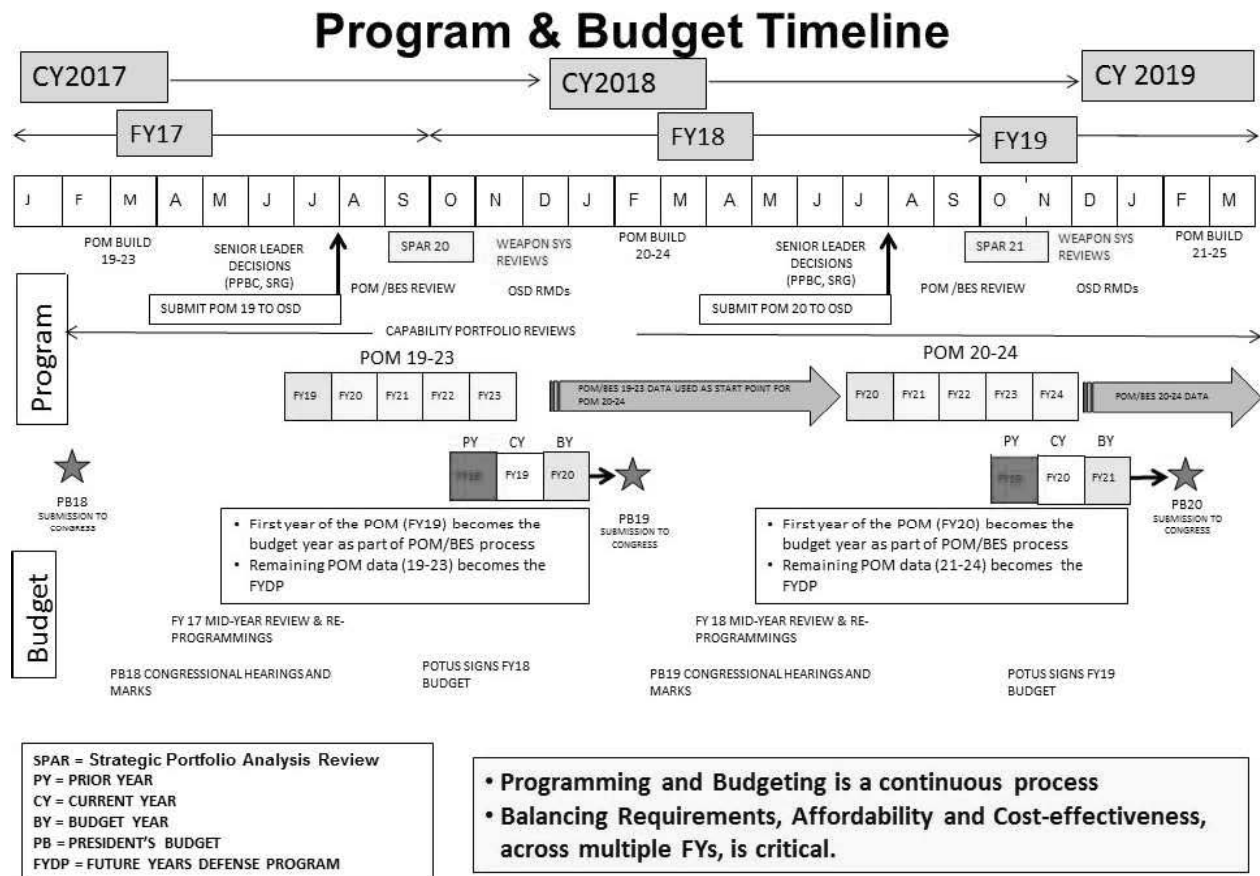 Program & Budget Timeline
CY2017
CY2018
CY 2019
FY17
FY18
FY19
J F M A M J J A S O N D J F M A M J J A S O N D J F M
POM BUILD
19-23
SENIOR LEADER
DECISIONS
(PPBC, SRG)
SPAR 20
WEAPON SYS
REVIEWS
POM BUILD
20-24
SENIOR LEADER
DECISIONS
(PPBC, SRG)
SPAR 21
WEAPON SYS
REVIEWS
POM BUILD
21-25
SUBMIT POM 19 TO OSD
POM /BES REVIEW
OSD RMDs
SUBMIT POM 20 TO OSD
POM /BES REVIEW
OSD RMDs
Program
CAPABILITY PORTFOLIO REVIEWS
POM 19-23
FY19 FY20 FY21 FY22 FY23
POM/BES 19-23 DATA USED AS START POINT FOR
POM 20-24
POM 20-24
FY20 FY21 FY22 FY23 FY24
POM/BES 20-24 DATA
PY CY BY
FY18 FY19 FY20
PY CY BY
FY19 FY20 FY21
PB18
SUBMISSION TO
CONGRESS
PB19
SUBMISSION TO
CONGRESS
PB20
SUBMISSION TO
CONGRESS
Budget
• First year of the POM (FY19) becomes the
budget year as part of POM/BES process
• Remaining POM data (19-23) becomes the
FYDP
• First year of the POM (FY20) becomes the
budget year as part of POM/BES process
• Remaining POM data (21-24) becomes the
FYDP
FY 17 MID-YEAR REVIEW & RE-
PROGRAMMINGS
FY 18 MID-YEAR REVIEW & RE-
PROGRAMMINGS
PB18 CONGRESSIONAL HEARINGS AND
MARKS
POTUS SIGNS FY18
BUDGET
PB19 CONGRESSIONAL HEARINGS AND
MARKS
POTUS SIGNS FY19
BUDGET
SPAR = Strategic Portfolio Analysis Review
PY = PRIOR YEAR
CY = CURRENT YEAR
BY = BUDGET YEAR
PB = PRESIDENT'S BUDGET
FYDP = FUTURE YEARS DEFENSE PROGRAM
• Programming and Budgeting is a continuous process
• Balancing Requirements, Affordability and Cost-effectiveness,
across multiple FYs, is critical.